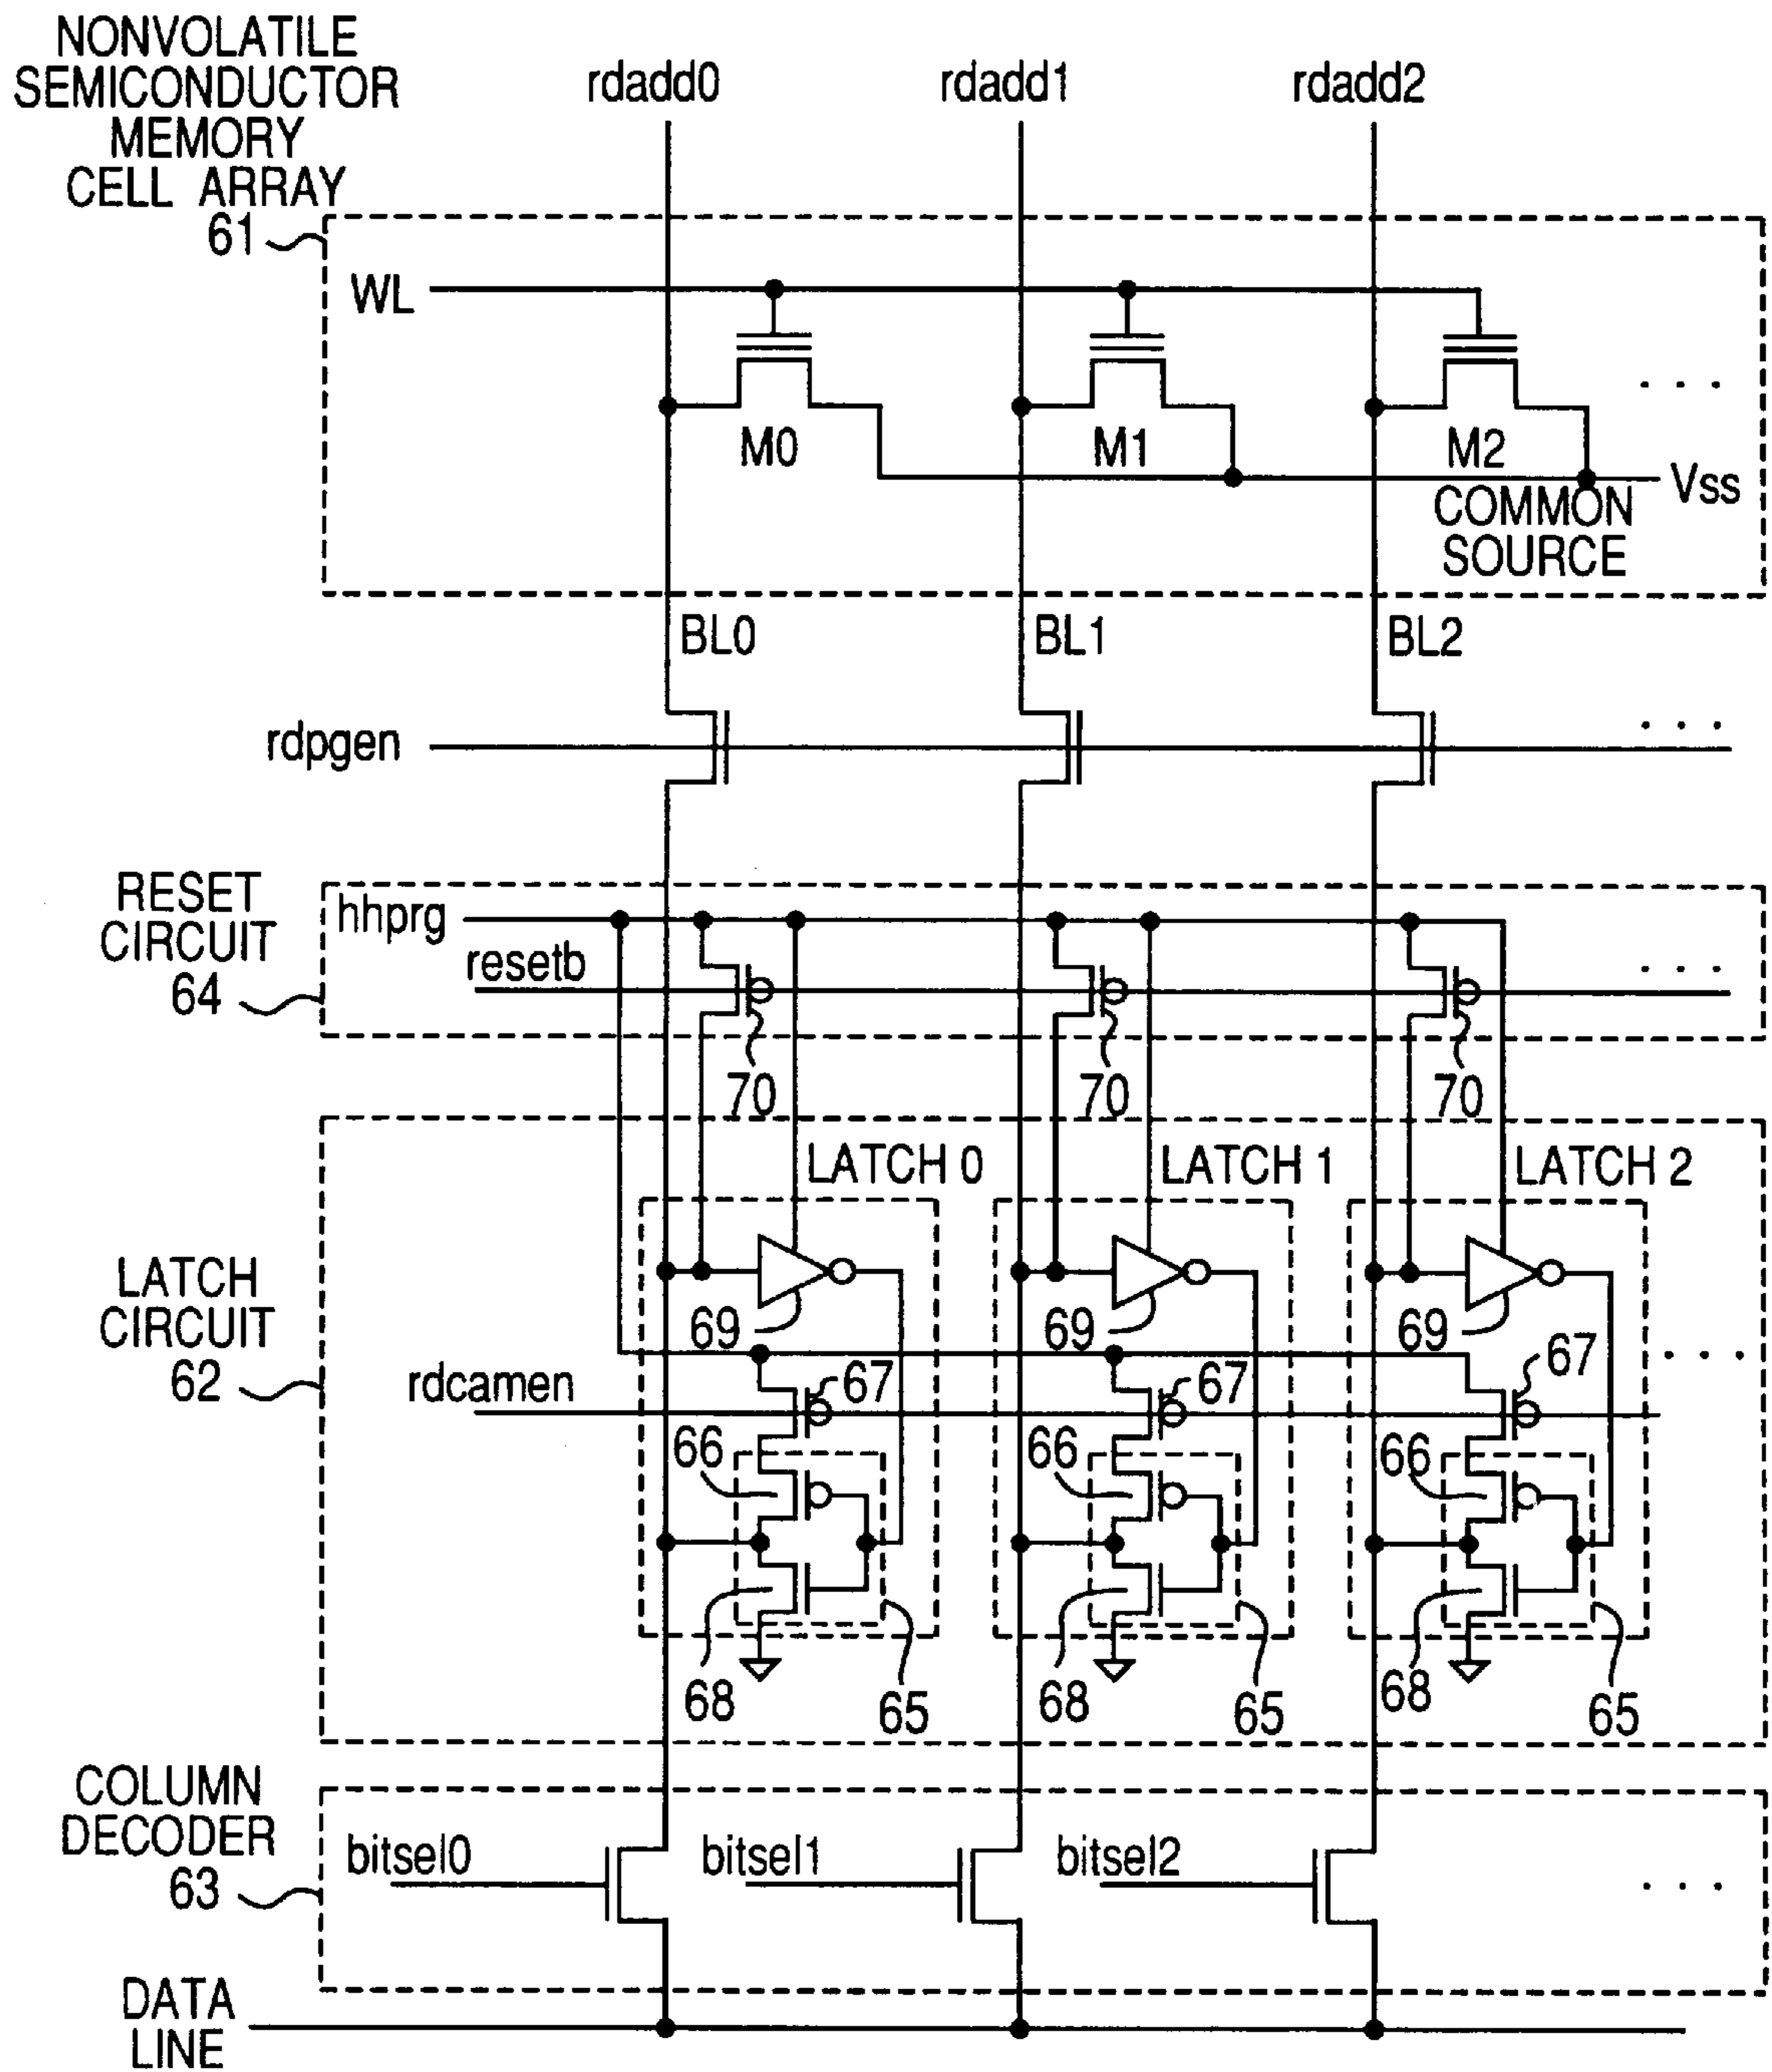 NONVOLATILE
SEMICONDUCTOR
MEMORY
CELL ARRAY
61
rdadd0
rdadd1
rdadd2
WL
M0
M1
M2
. . .
Vss
COMMON
SOURCE
BL0
BL1
BL2
rdpgen
. . .
RESET
CIRCUIT
64
hhprg
resetb
. . .
70
70
70
LATCH 0
LATCH 1
LATCH 2
LATCH
CIRCUIT
62
69
69
69
rdcamen
67
67
67
. . .
66
66
66
68
68
68
65
65
65
COLUMN
DECODER
63
bitsel0
bitsel1
bitsel2
. . .
DATA
LINE